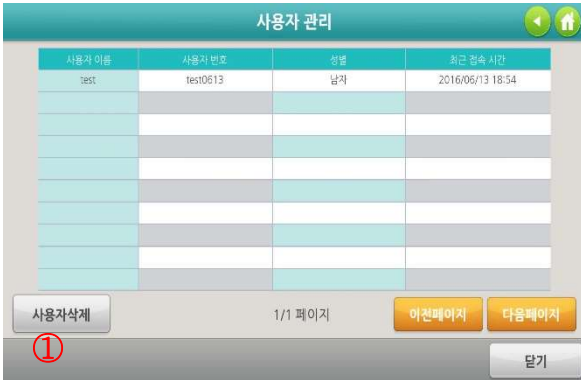 사용자 관리
사용자 이름 사용자 번호 성별 최근 접속 시간
test test0613 남자 2016/06/13 18:54
사용자삭제 1/1 페이지 이전페이지 다음페이지
① 닫기